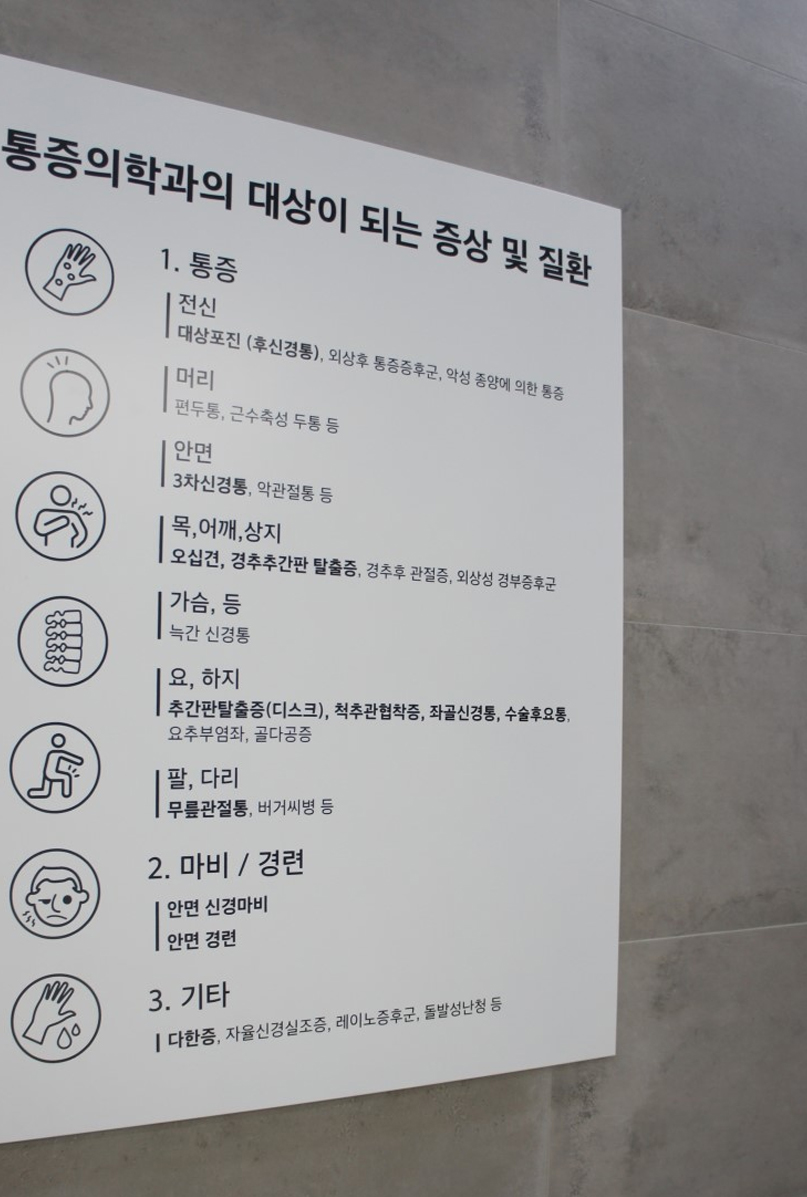 통증의학과의 대상이 되는 증상 및 질환
1. 통증
전신
대상포진 (후신경통), 외상후 통증증후군, 악성 종양에 의한 통증
머리
편두통, 근수축성 두통 등
안면
3차신경통, 악관절통 등
목,어깨,상지
오십견, 경추추간판 탈출증, 경추후 관절증, 외상성 경부증후군
가슴, 등
늑간 신경통
요, 하지
추간판탈출증(디스크), 척추관협착증, 좌골신경통, 수술후요통,
요추부염좌, 골다공증
팔, 다리
무릎관절통, 버거씨병 등
2. 마비 / 경련
안면 신경마비
안면 경련
3. 기타
다한증, 자율신경실조증, 레이노증후군, 돌발성난청 등